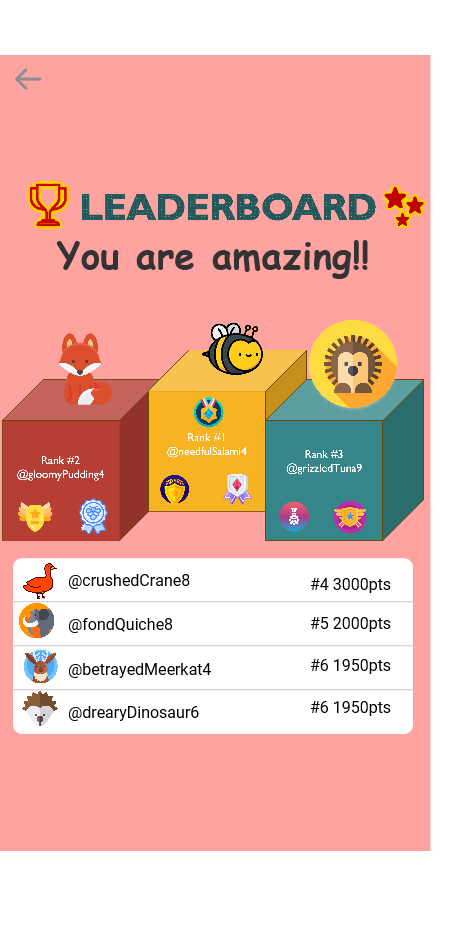 LEADERBOARD
You are amazing!!
Rank #1
@needfulSalami4
Rank #2
@gloomyPudding4
Rank #3
@grizzledTuna9
@crushedCrane8 #4 3000pts
@fondQuiche8 #5 2000pts
@betrayedMeerkat4 #6 1950pts
@drearyDinosaur6 #6 1950pts